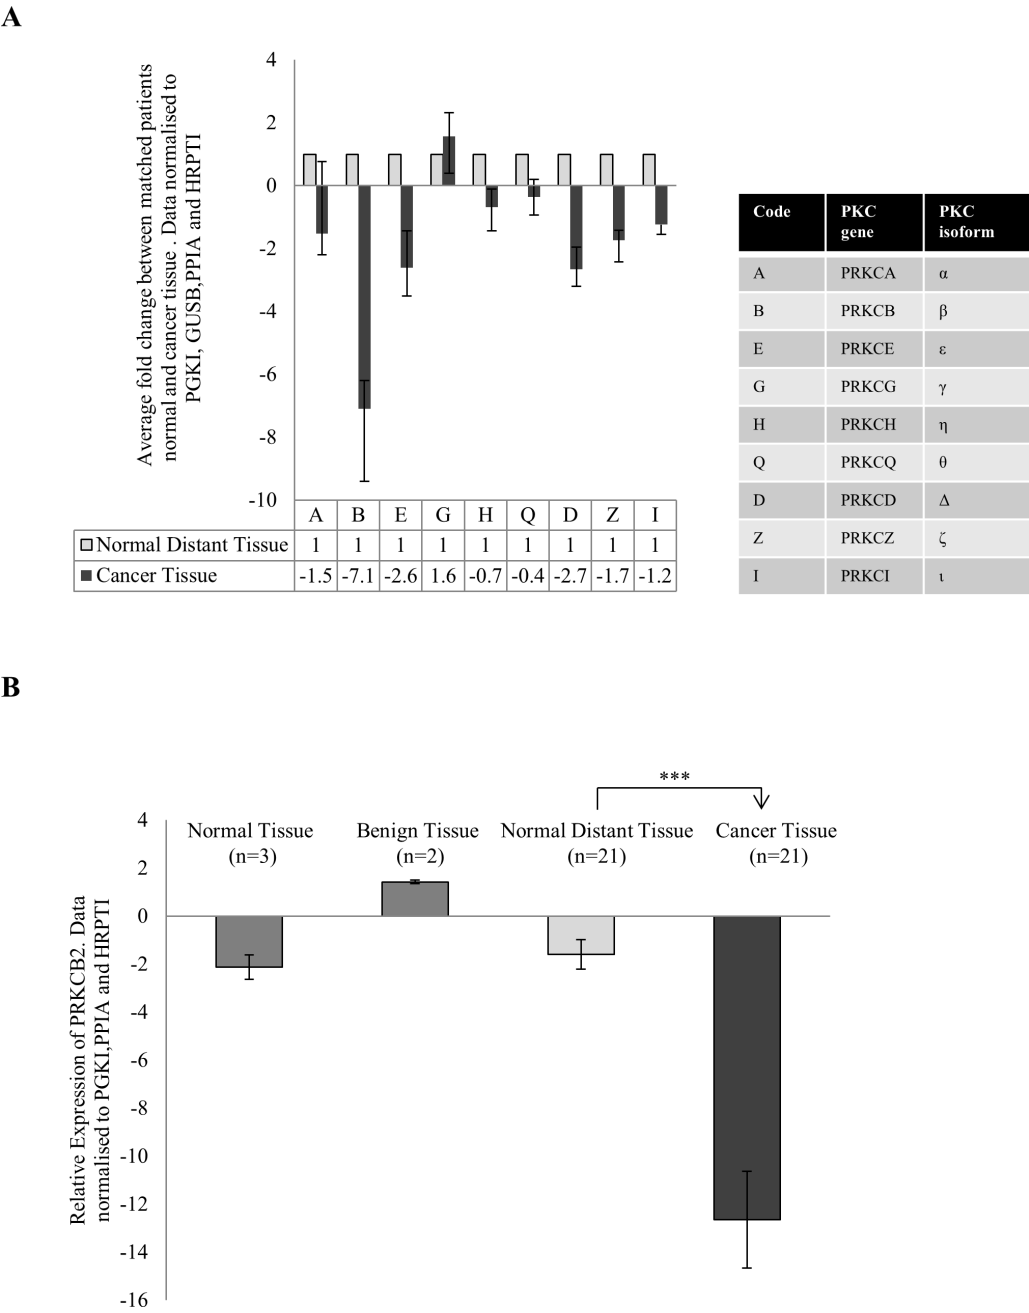 A
Average fold change between matched patients
normal and cancer tissue . Data normalised to
PGKI, GUSB,PPIA and HRPTI
4
2
0
-2
-4
-6
-8
-10
A B E G H Q D Z I
Normal Distant Tissue 1 1 1 1 1 1 1 1 1
Cancer Tissue -1.5 -7.1 -2.6 1.6 -0.7 -0.4 -2.7 -1.7 -1.2
Code PKC gene PKC isoform
A PRKCA α
B PRKCB β
E PRKCE ε
G PRKCG γ
H PRKCH η
Q PRKCQ θ
D PRKCD Δ
Z PRKCZ ζ
I PRKCI ι
B
Relative Expression of PRKCB2. Data
normalised to PGKI,PPIA and HRPTI
***
Normal Tissue Benign Tissue Normal Distant Tissue Cancer Tissue
(n=3) (n=2) (n=21) (n=21)
4
2
0
-2
-4
-6
-8
-10
-12
-14
-16